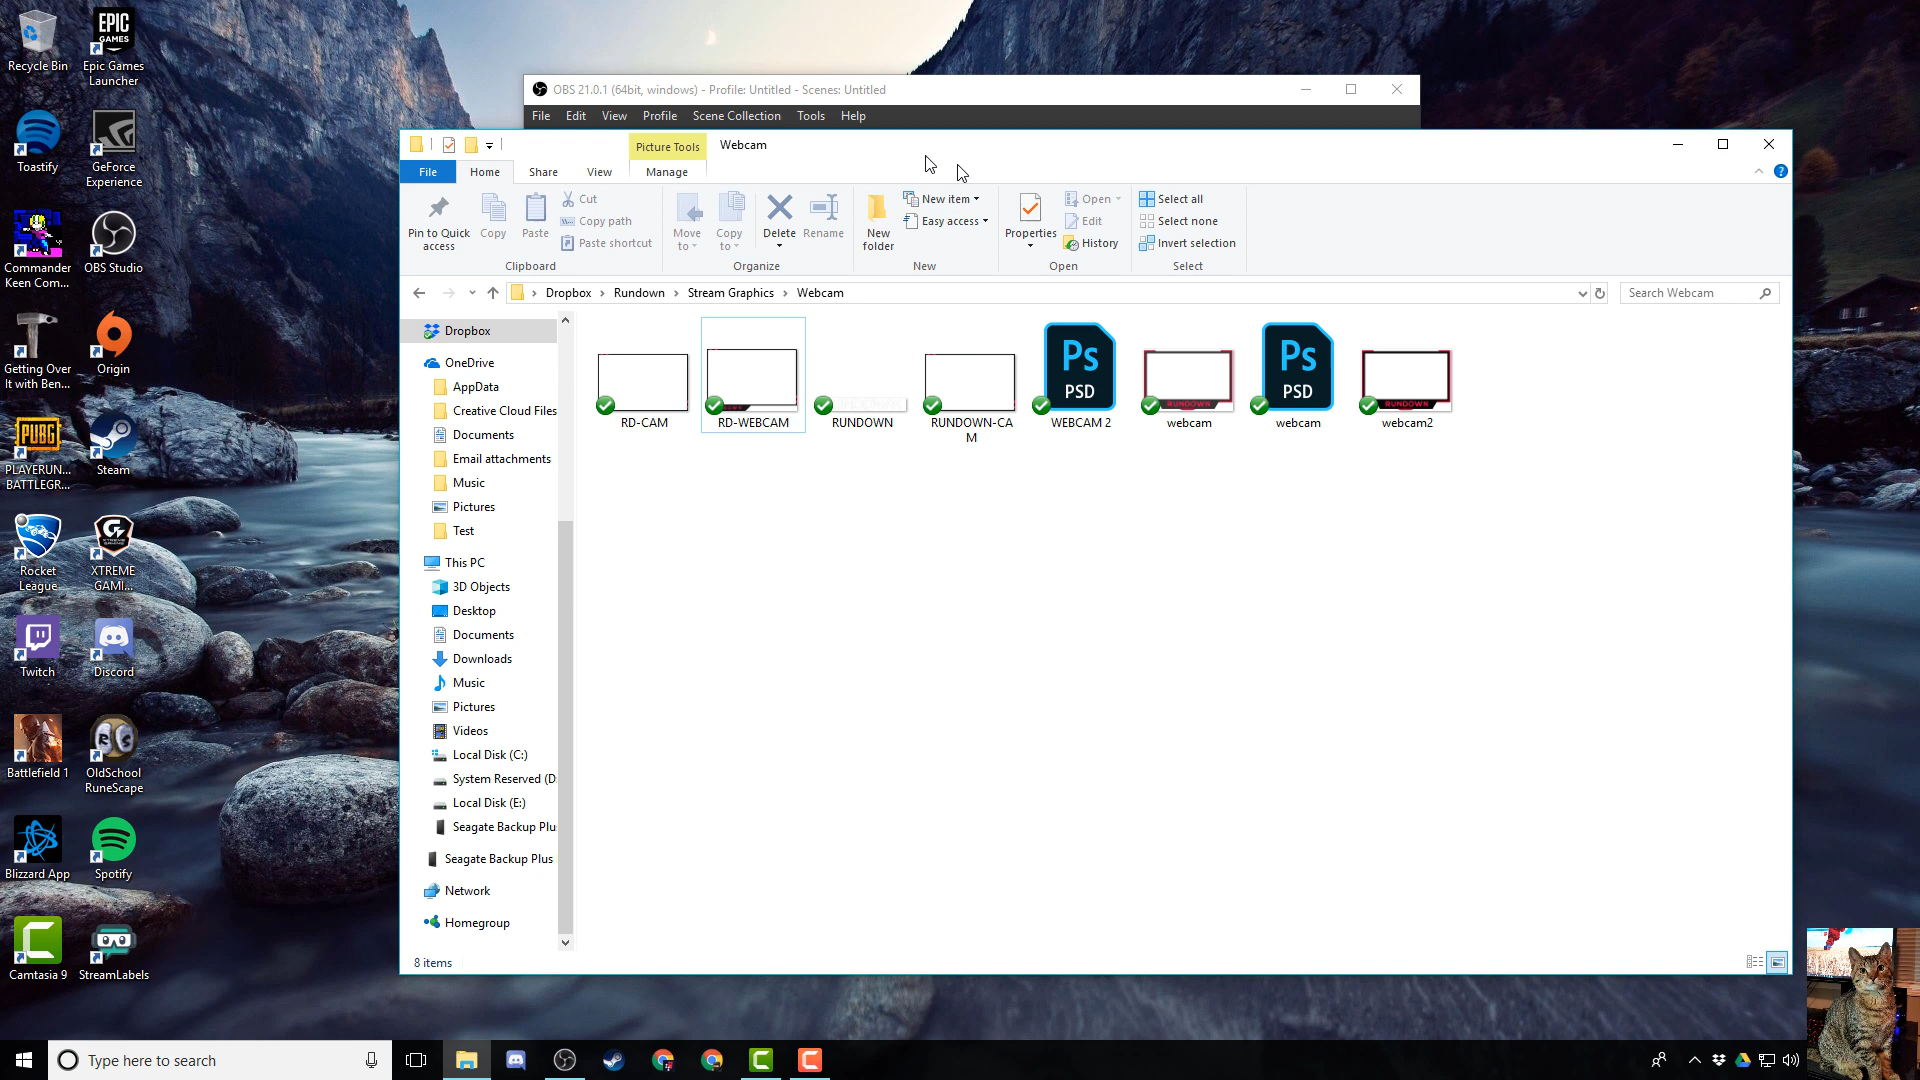 Recycle Bin
EPIC
GAMES
Epic Games
Launcher
Toastify
GeForce
Experience
Commander
Keen Com...
OBS Studio
Getting Over
It with Ben...
Origin
PUBG
PLAYERUN...
BATTLEGR...
Steam
Rocket
League
XTREME
GAMI...
Twitch
Discord
Battlefield 1
OldSchool
RuneScape
Blizzard App
Spotify
Camtasia 9
StreamLabels
OBS 21.0.1 (64bit, windows) - Profile: Untitled - Scenes: Untitled
File Edit View Profile Scene Collection Tools Help
Picture Tools Webcam
File Home Share View Manage
Pin to Quick
access
Copy
Paste
Cut
Copy path
Paste shortcut
Clipboard
Move
to
Copy
to
Delete
Rename
Organize
New
folder
New item
Easy access
New
Properties
Open
Edit
History
Open
Select all
Select none
Invert selection
Select
Dropbox › Rundown › Stream Graphics › Webcam
Search Webcam
Dropbox
OneDrive
AppData
Creative Cloud Files
Documents
Email attachments
Music
Pictures
Test
This PC
3D Objects
Desktop
Documents
Downloads
Music
Pictures
Videos
Local Disk (C:)
System Reserved (D:
Local Disk (E:)
Seagate Backup Plu
Seagate Backup Plus
Network
Homegroup
RD-CAM
RD-WEBCAM
RUNDOWN
RUNDOWN-CA
M
Ps
PSD
WEBCAM 2
RUNDOWN
webcam
Ps
PSD
webcam
RUNDOWN
webcam2
8 items
Type here to search